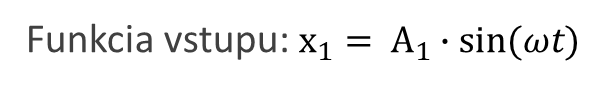 Funkcia vstupu: x₁ = A₁ · sin(ωt)